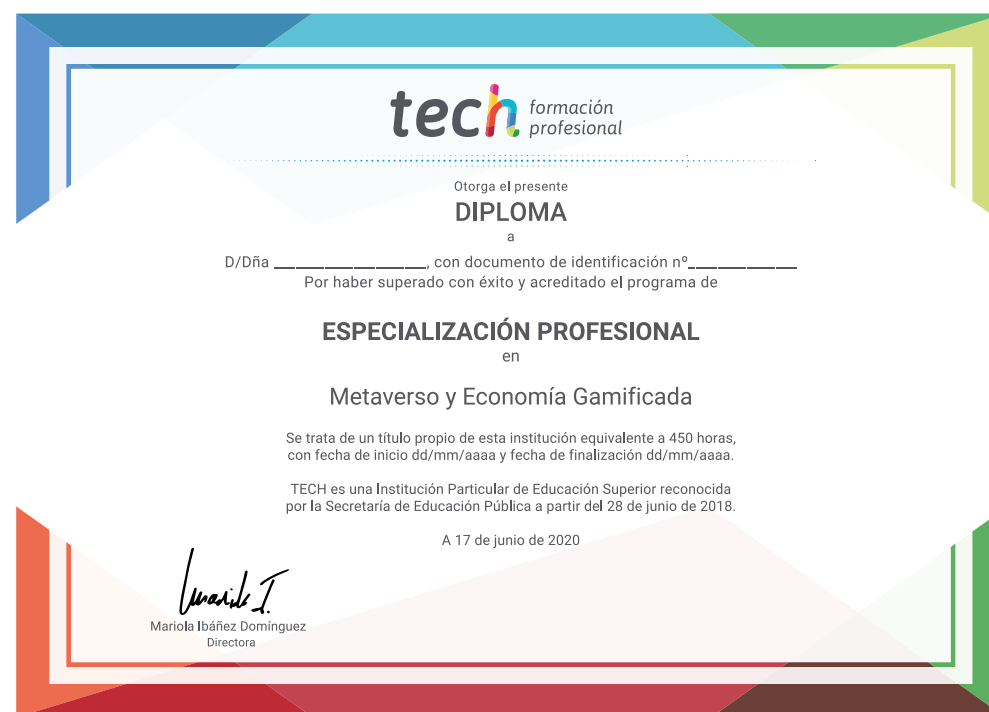 tech formación
profesional
Otorga el presente
DIPLOMA
a
D/Dña ____________________, con documento de identificación nº______________
Por haber superado con éxito y acreditado el programa de
ESPECIALIZACIÓN PROFESIONAL
en
Metaverso y Economía Gamificada
Se trata de un título propio de esta institución equivalente a 450 horas,
con fecha de inicio dd/mm/aaaa y fecha de finalización dd/mm/aaaa.
TECH es una Institución Particular de Educación Superior reconocida
por la Secretaría de Educación Pública a partir del 28 de junio de 2018.
A 17 de junio de 2020
Mariola Ibáñez Domínguez
Directora